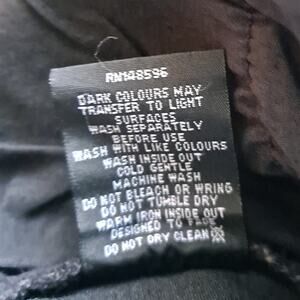 RN148596
DARK COLOURS MAY
TRANSFER TO LIGHT
SURFACES
WASH SEPARATELY
BEFORE USE
WASH WITH LIKE COLOURS
WASH INSIDE OUT
COLD GENTLE
MACHINE WASH
DO NOT BLEACH OR WRING
DO NOT TUMBLE DRY
WARM IRON INSIDE OUT
DESIGNED TO FADE
DO NOT DRY CLEAN